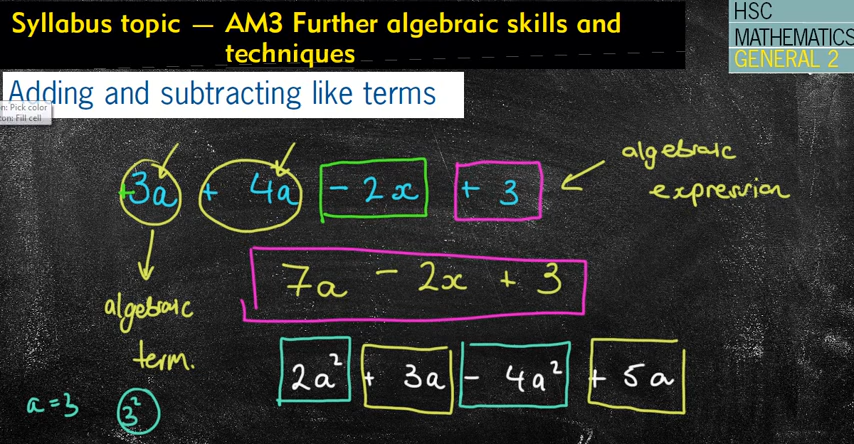 Syllabus topic — AM3 Further algebraic skills and
techniques
HSC
MATHEMATICS
GENERAL 2
Adding and subtracting like terms
n: Pick color
on: Fill cell
+3a + 4a - 2x + 3
algebraic
expression
7a - 2x + 3
algebraic
term.
2a² + 3a - 4a² + 5a
a = 3
3²